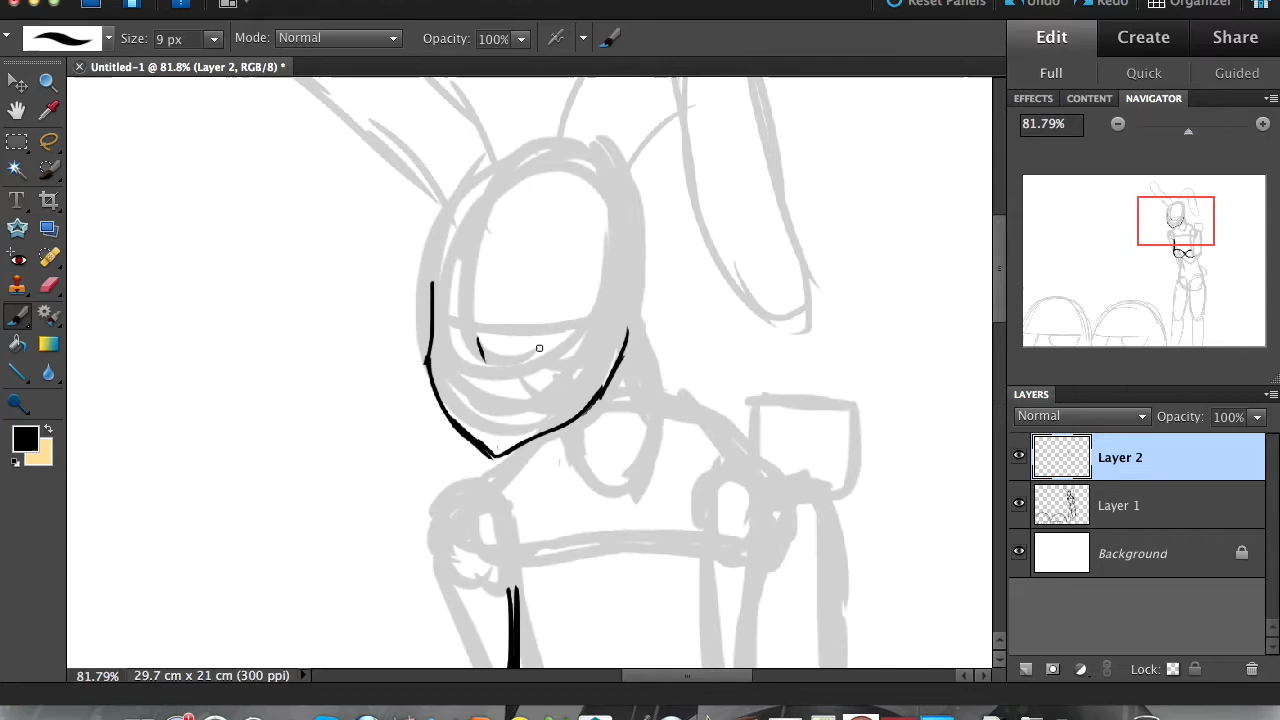 Reset Panels Undo Redo Organizer
Size: 9 px Mode: Normal Opacity: 100%
Edit Create Share
Untitled-1 @ 81.8% (Layer 2, RGB/8) *
Full Quick Guided
EFFECTS CONTENT NAVIGATOR
81.79%
LAYERS
Normal Opacity: 100%
Layer 2
Layer 1
Background
81.79% 29.7 cm x 21 cm (300 ppi) Lock: